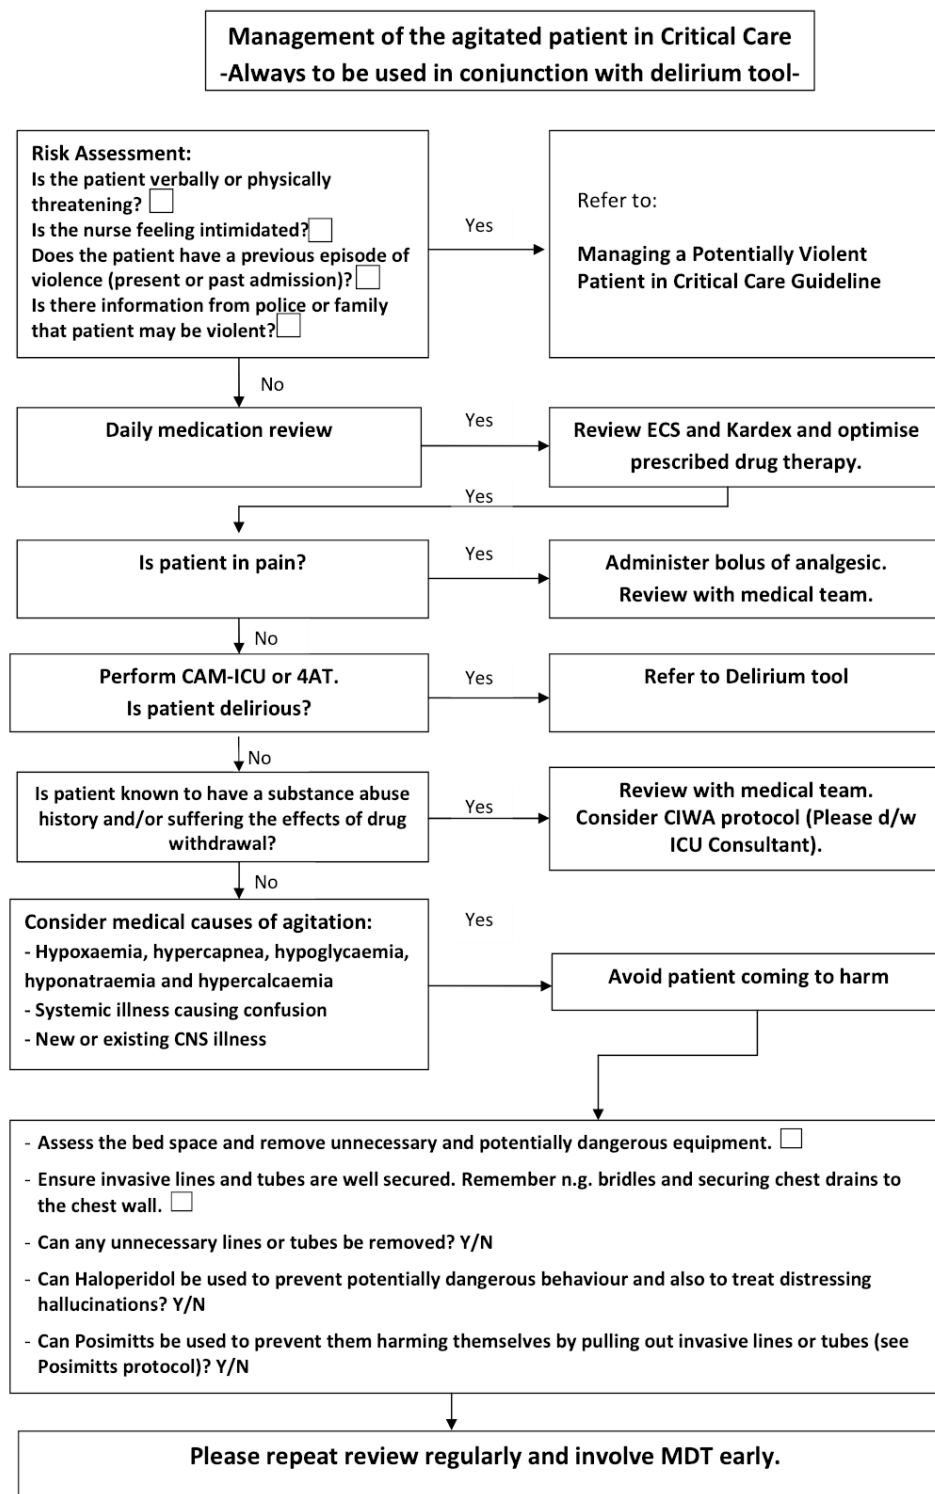 Management of the agitated patient in Critical Care
-Always to be used in conjunction with delirium tool-
Risk Assessment:
Is the patient verbally or physically
threatening?
Is the nurse feeling intimidated?
Does the patient have a previous episode of
violence (present or past admission)?
Is there information from police or family
that patient may be violent?
Yes
Refer to:
Managing a Potentially Violent
Patient in Critical Care Guideline
No
Daily medication review
Yes
Review ECS and Kardex and optimise
prescribed drug therapy.
Yes
Is patient in pain?
Yes
Administer bolus of analgesic.
Review with medical team.
No
Perform CAM-ICU or 4AT.
Is patient delirious?
Yes
Refer to Delirium tool
No
Is patient known to have a substance abuse
history and/or suffering the effects of drug
withdrawal?
Yes
Review with medical team.
Consider CIWA protocol (Please d/w
ICU Consultant).
No
Consider medical causes of agitation:
- Hypoxaemia, hypercapnea, hypoglycaemia,
hyponatraemia and hypercalcaemia
- Systemic illness causing confusion
- New or existing CNS illness
Yes
Avoid patient coming to harm
- Assess the bed space and remove unnecessary and potentially dangerous equipment.
- Ensure invasive lines and tubes are well secured. Remember n.g. bridles and securing chest drains to
the chest wall.
- Can any unnecessary lines or tubes be removed? Y/N
- Can Haloperidol be used to prevent potentially dangerous behaviour and also to treat distressing
hallucinations? Y/N
- Can Posimitts be used to prevent them harming themselves by pulling out invasive lines or tubes (see
Posimitts protocol)? Y/N
Please repeat review regularly and involve MDT early.